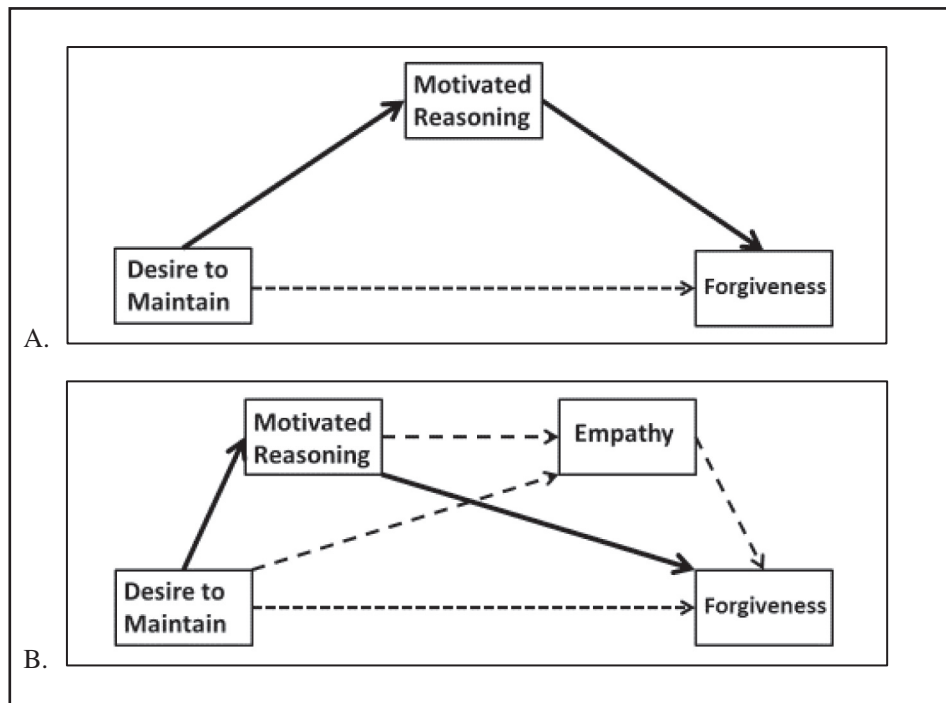 Motivated
Reasoning
Desire to
Maintain
Forgiveness
A.
Motivated
Reasoning
Empathy
Desire to
Maintain
Forgiveness
B.